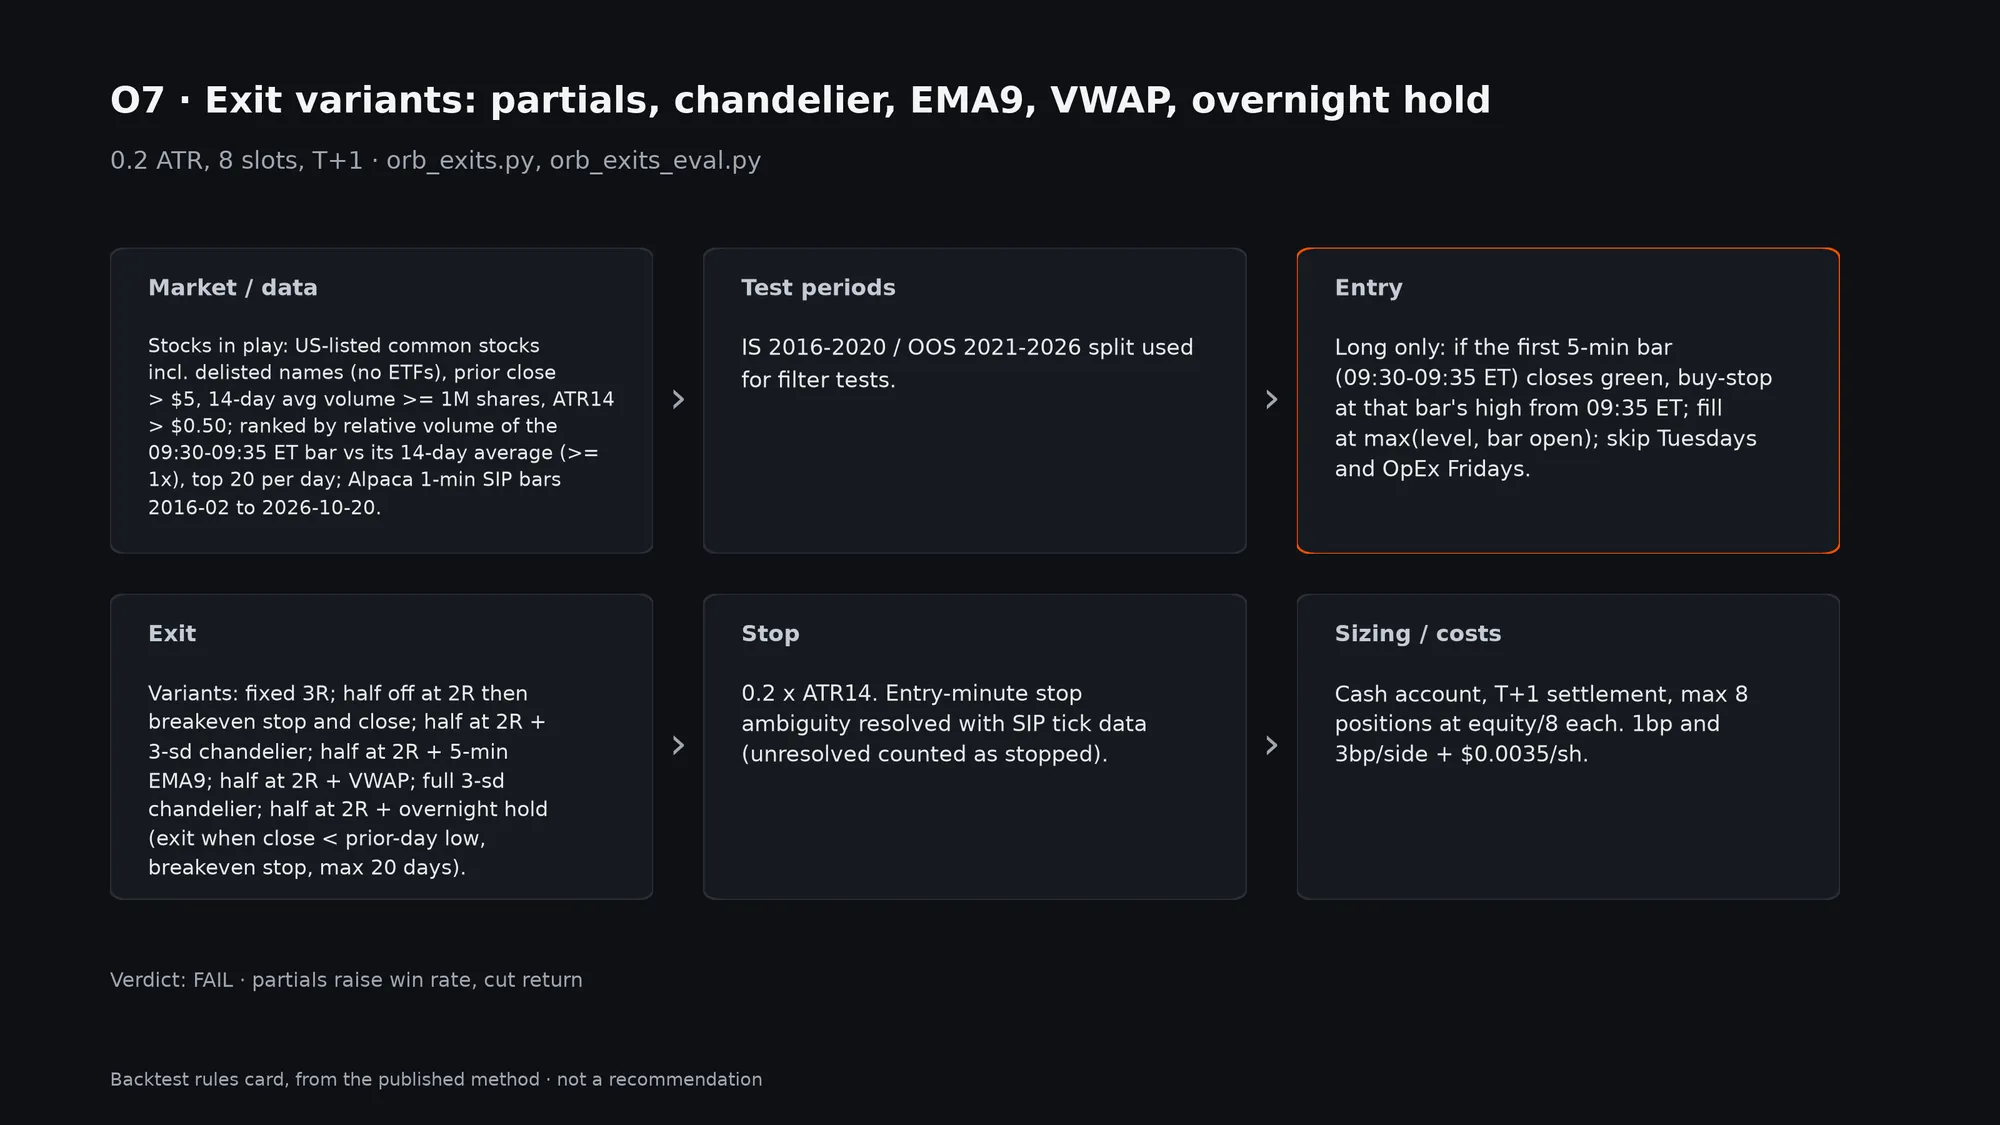 O7 · Exit variants: partials, chandelier, EMA9, VWAP, overnight hold
0.2 ATR, 8 slots, T+1 · orb_exits.py, orb_exits_eval.py
Market / data
Stocks in play: US-listed common stocks
incl. delisted names (no ETFs), prior close
> $5, 14-day avg volume >= 1M shares, ATR14
> $0.50; ranked by relative volume of the
09:30-09:35 ET bar vs its 14-day average (>=
1x), top 20 per day; Alpaca 1-min SIP bars
2016-02 to 2026-10-20.
›
Test periods
IS 2016-2020 / OOS 2021-2026 split used
for filter tests.
›
Entry
Long only: if the first 5-min bar
(09:30-09:35 ET) closes green, buy-stop
at that bar's high from 09:35 ET; fill
at max(level, bar open); skip Tuesdays
and OpEx Fridays.
Exit
Variants: fixed 3R; half off at 2R then
breakeven stop and close; half at 2R +
3-sd chandelier; half at 2R + 5-min
EMA9; half at 2R + VWAP; full 3-sd
chandelier; half at 2R + overnight hold
(exit when close < prior-day low,
breakeven stop, max 20 days).
›
Stop
0.2 x ATR14. Entry-minute stop
ambiguity resolved with SIP tick data
(unresolved counted as stopped).
›
Sizing / costs
Cash account, T+1 settlement, max 8
positions at equity/8 each. 1bp and
3bp/side + $0.0035/sh.
Verdict: FAIL · partials raise win rate, cut return
Backtest rules card, from the published method · not a recommendation